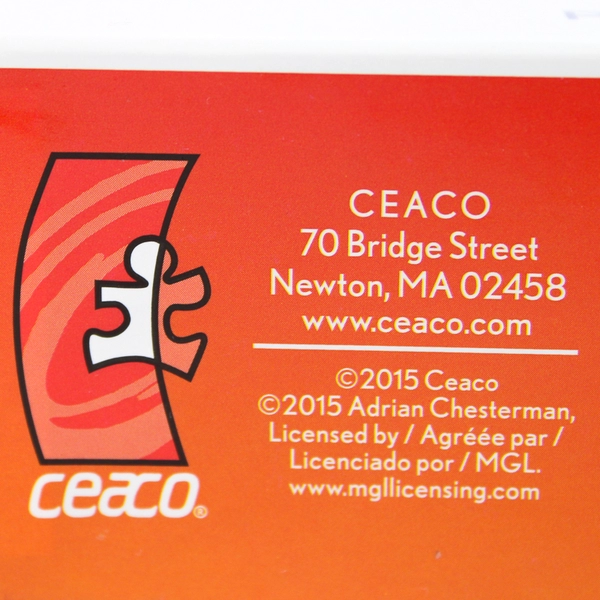 CEACO
70 Bridge Street
Newton, MA 02458
www.ceaco.com
©2015 Ceaco
©2015 Adrian Chesterman,
Licensed by / Agréée par /
Licenciado por / MGL.
www.mgllicensing.com
ceaco®